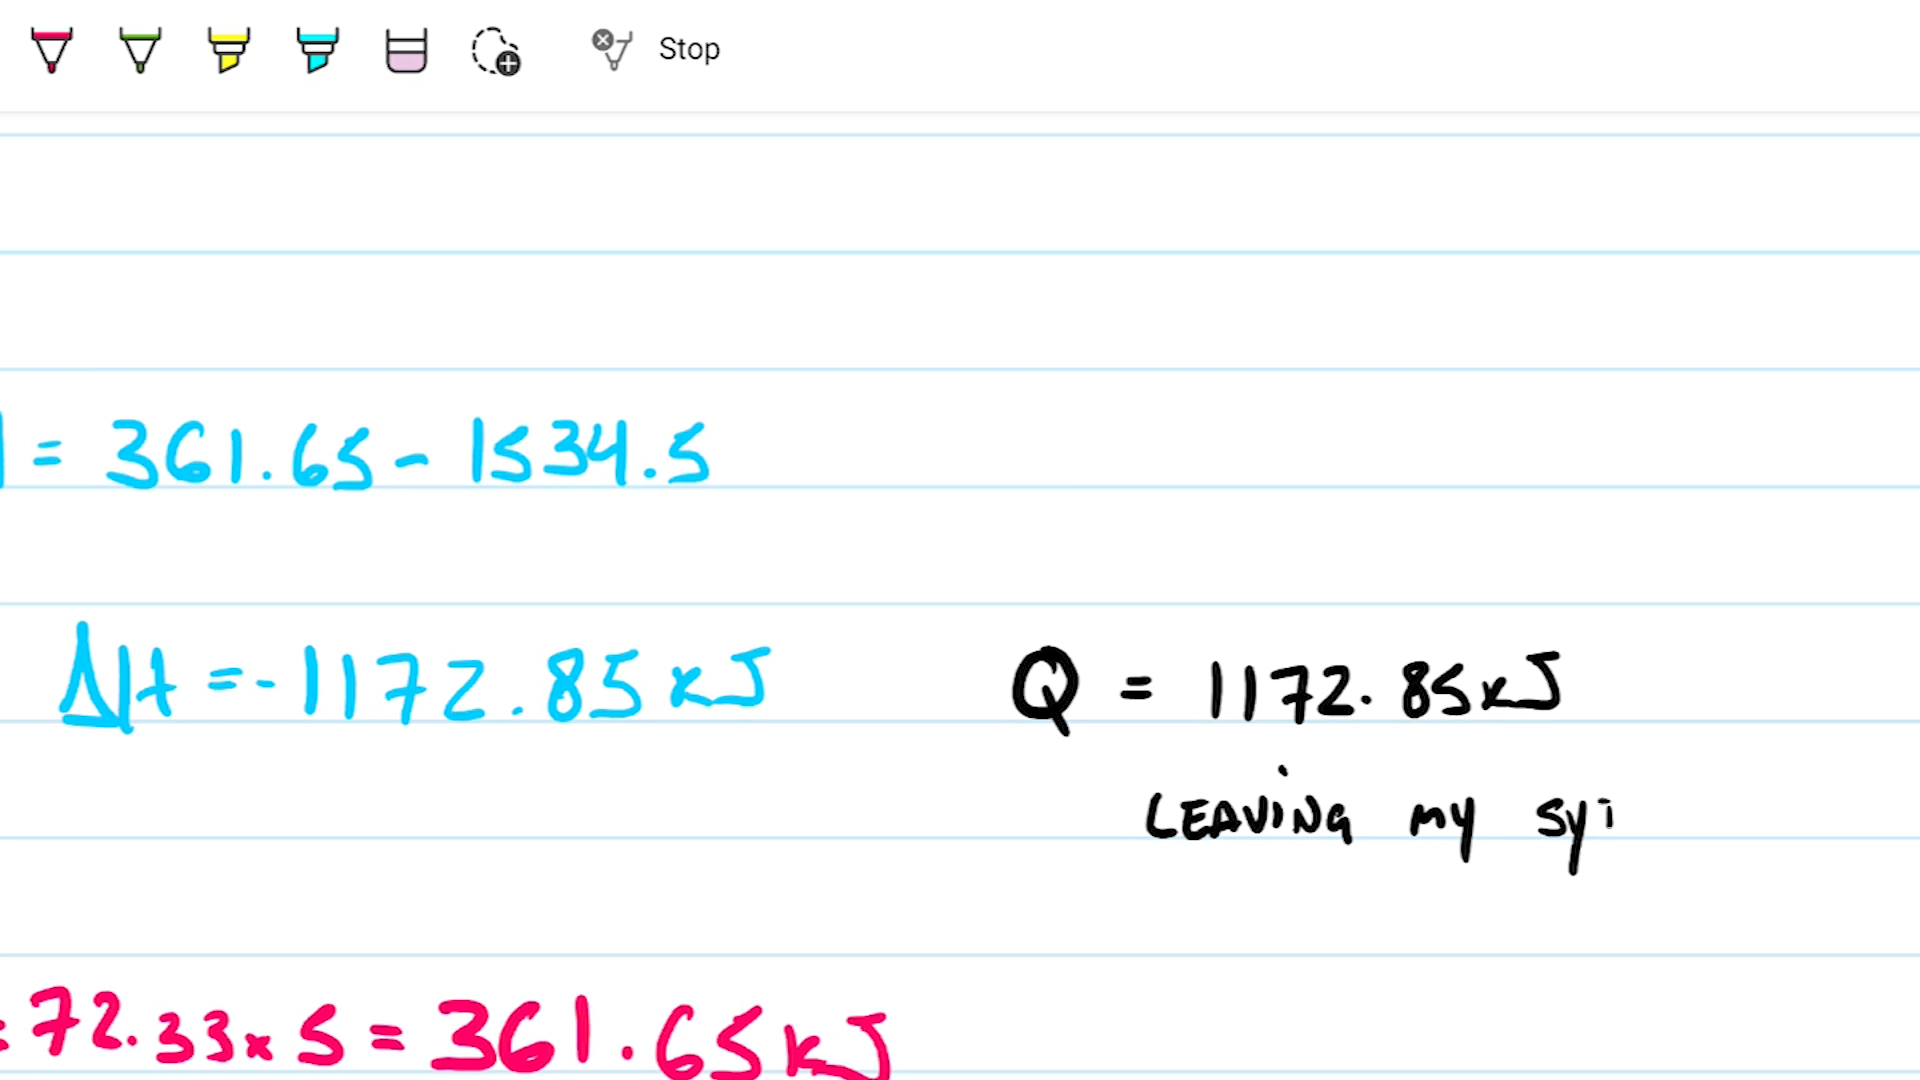 Stop
= 361.65 - 1534.5
ΔH = -1172.85 kJ
Q = 1172.85 kJ
LEAVING my sy
= 72.33 x 5 = 361.65 kJ